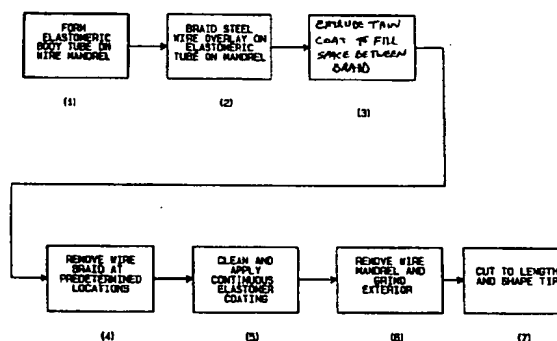 FORM
ELASTOMERIC
BODY TUBE ON
WIRE MANDREL
(1)
BRAID STEEL
WIRE OVERLAY ON
ELASTOMERIC
TUBE ON MANDREL
(2)
EXTRUDE THIN
COAT TO FILL
SPACE BETWEEN
BRAID
(3)
REMOVE WIRE
BRAID AT
PREDETERMINED
LOCATIONS
(4)
CLEAN AND
APPLY
CONTINUOUS
ELASTOMER
COATING
(5)
REMOVE WIRE
MANDREL AND
GRIND
EXTERIOR
(6)
CUT TO LENGTH
AND SHAPE TIP
(7)